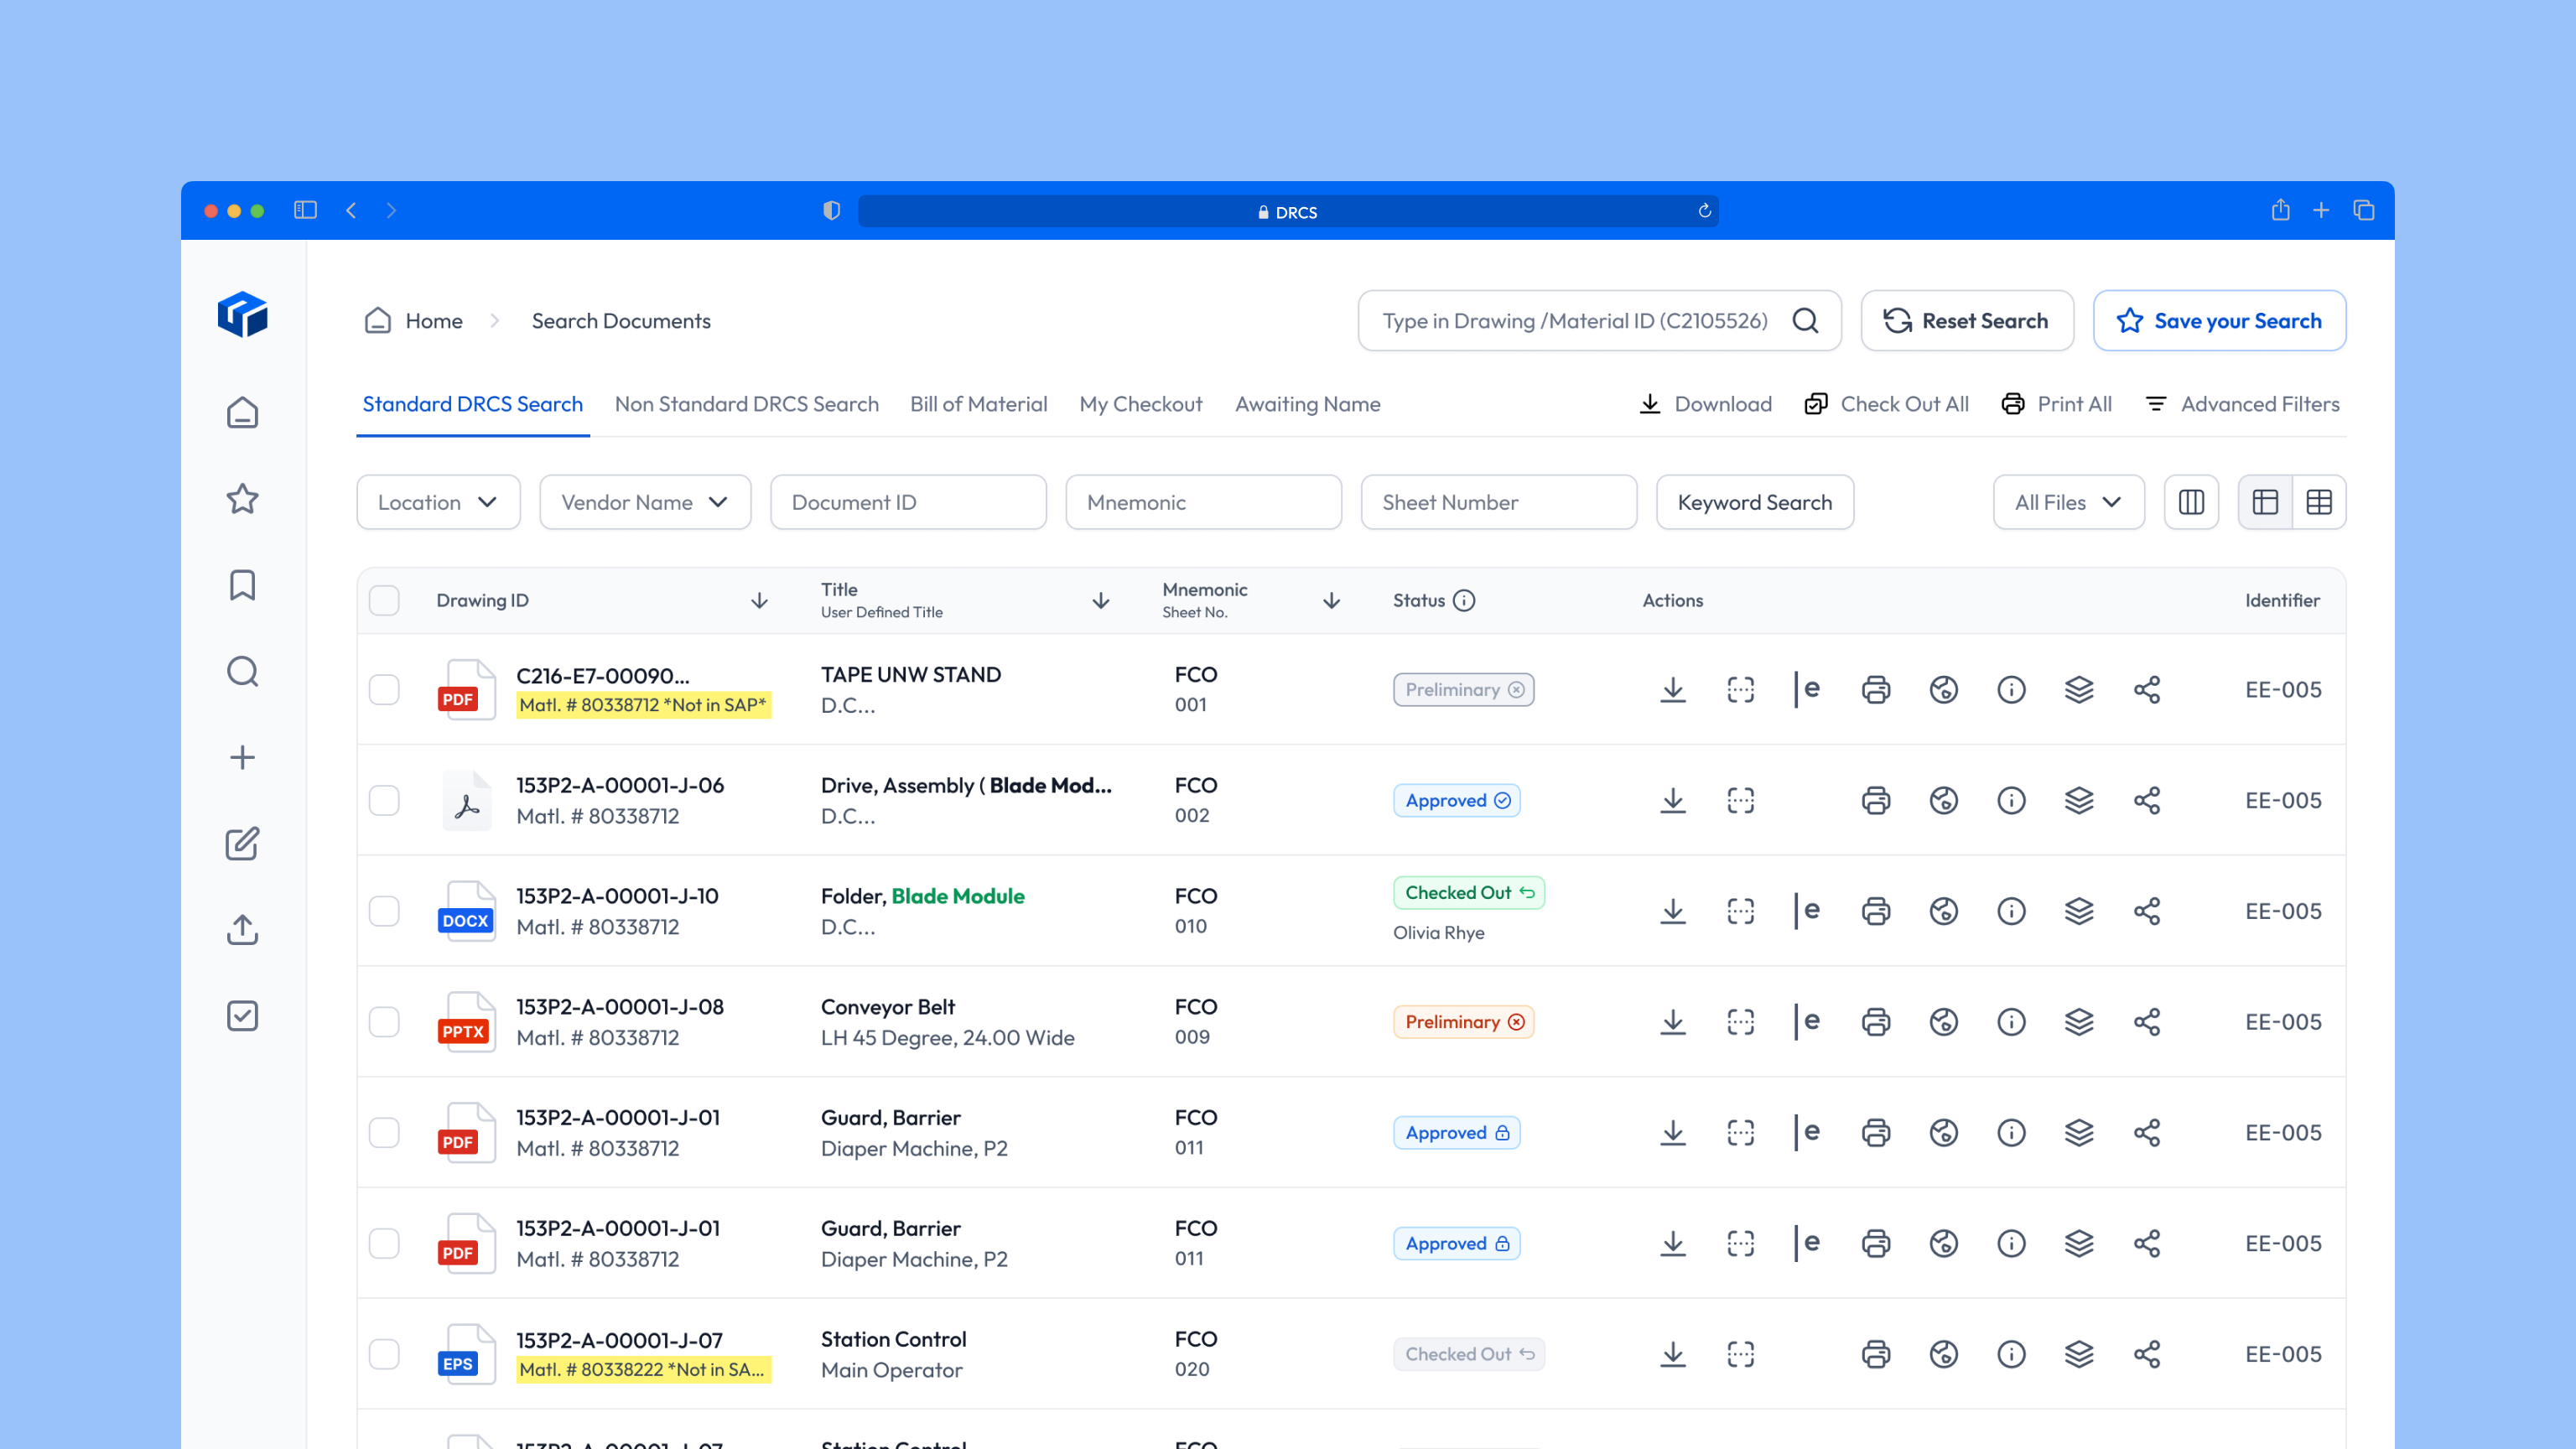 DRCS
Home
Search Documents
Type in Drawing /Material ID (C2105526)
Reset Search
Save your Search
Standard DRCS Search
Non Standard DRCS Search
Bill of Material
My Checkout
Awaiting Name
Download
Check Out All
Print All
Advanced Filters
Location
Vendor Name
Document ID
Mnemonic
Sheet Number
Keyword Search
All Files
Drawing ID
Title
User Defined Title
Mnemonic
Sheet No.
Status
Actions
Identifier
PDF
C216-E7-00090...
Matl. # 80338712 *Not in SAP*
TAPE UNW STAND
D.C...
FCO
001
Preliminary
|e
EE-005
153P2-A-00001-J-06
Matl. # 80338712
Drive, Assembly ( Blade Mod...
D.C...
FCO
002
Approved
EE-005
DOCX
153P2-A-00001-J-10
Matl. # 80338712
Folder, Blade Module
D.C...
FCO
010
Checked Out
Olivia Rhye
|e
EE-005
PPTX
153P2-A-00001-J-08
Matl. # 80338712
Conveyor Belt
LH 45 Degree, 24.00 Wide
FCO
009
Preliminary
|e
EE-005
PDF
153P2-A-00001-J-01
Matl. # 80338712
Guard, Barrier
Diaper Machine, P2
FCO
011
Approved
|e
EE-005
PDF
153P2-A-00001-J-01
Matl. # 80338712
Guard, Barrier
Diaper Machine, P2
FCO
011
Approved
|e
EE-005
EPS
153P2-A-00001-J-07
Matl. # 80338222 *Not in SA...
Station Control
Main Operator
FCO
020
Checked Out
EE-005
153P2-A-00001-J-07
Station Control
FCO